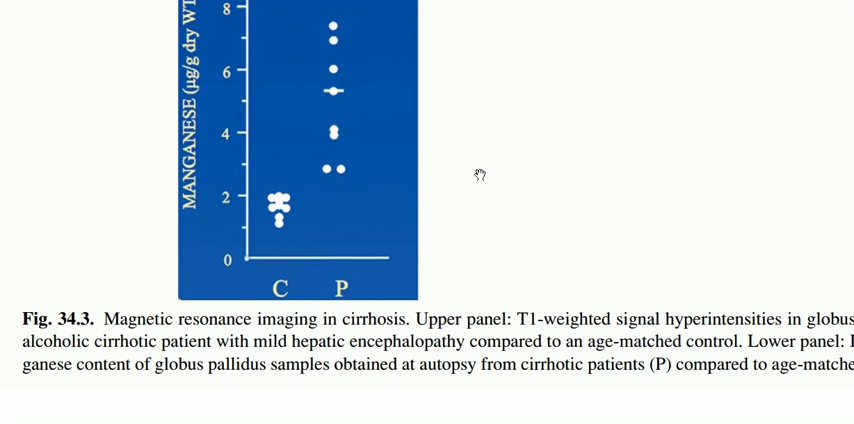 MANGANESE (µg/g dry WT
8
6
4
2
0
C P
Fig. 34.3. Magnetic resonance imaging in cirrhosis. Upper panel: T1-weighted signal hyperintensities in globus
alcoholic cirrhotic patient with mild hepatic encephalopathy compared to an age-matched control. Lower panel:
ganese content of globus pallidus samples obtained at autopsy from cirrhotic patients (P) compared to age-matche